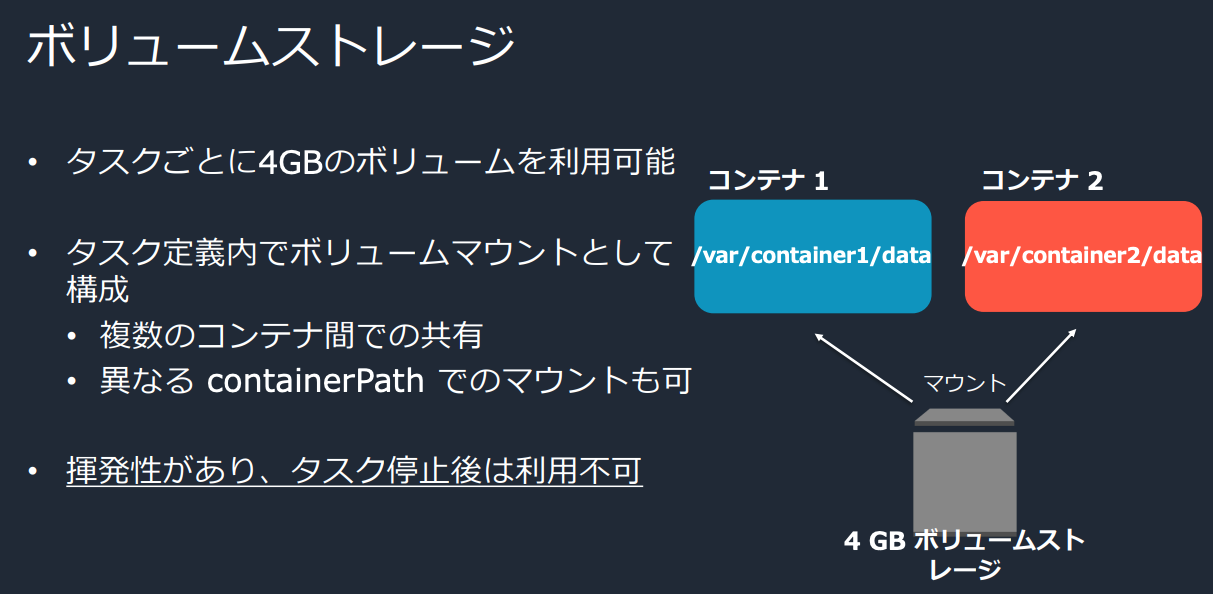 ボリュームストレージ
• タスクごとに4GBのボリュームを利用可能
• タスク定義内でボリュームマウントとして
構成
• 複数のコンテナ間での共有
• 異なる containerPath でのマウントも可
• 揮発性があり、タスク停止後は利用不可
コンテナ 1
/var/container1/data
コンテナ 2
/var/container2/data
マウント
4 GB ボリュームスト
レージ